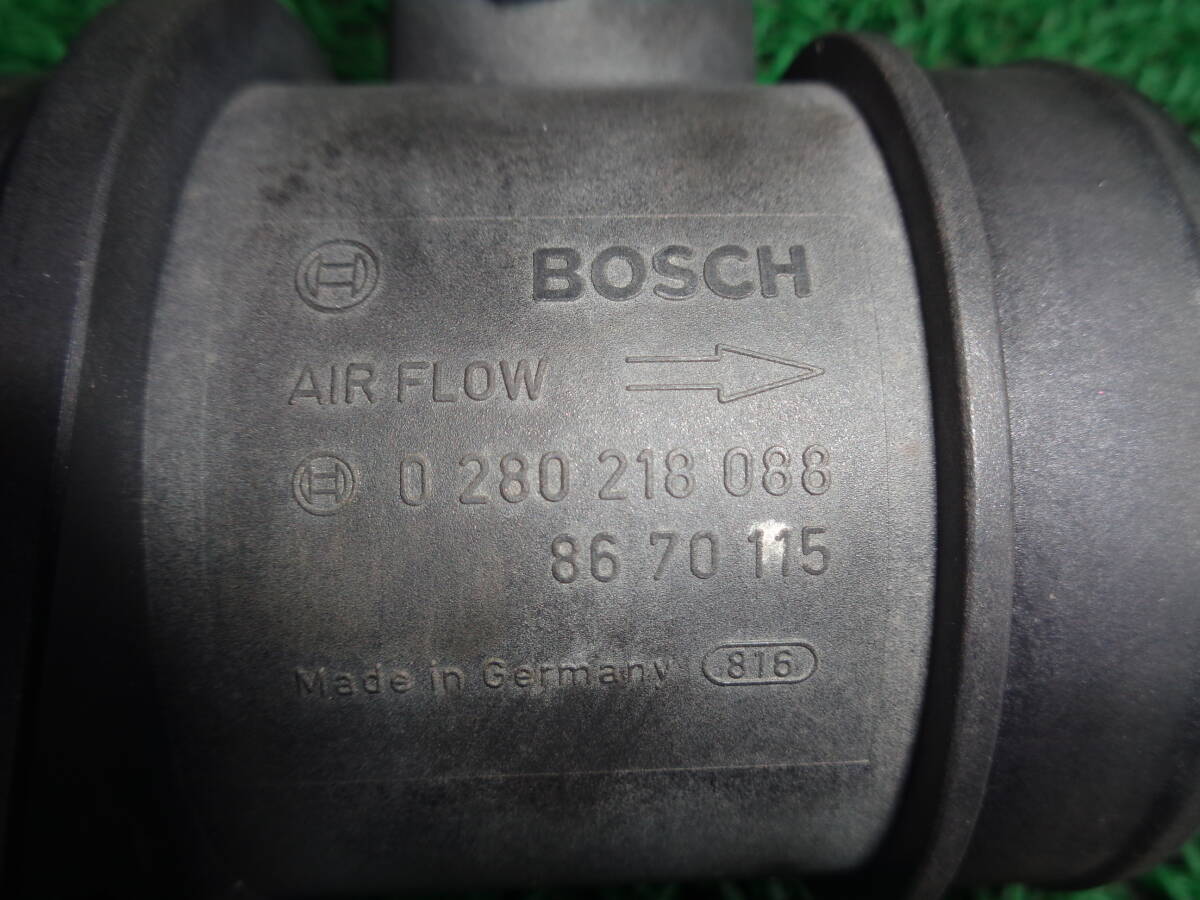 BOSCH
AIR FLOW
0 280 218 088
86 70 115
Made in Germany 816